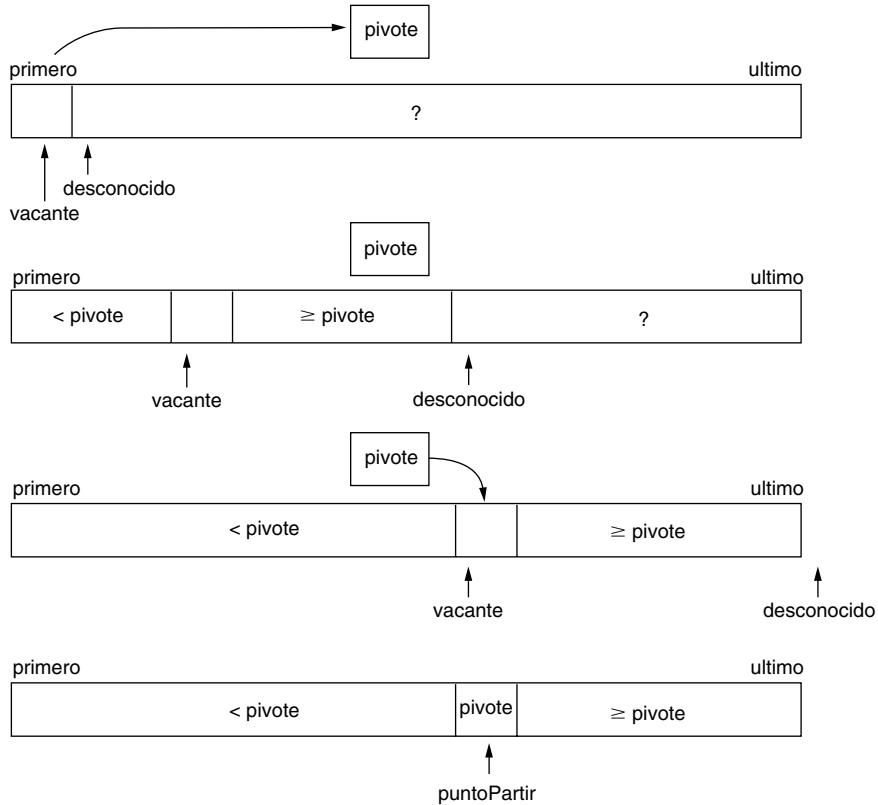 pivote
primero ultimo
?
desconocido
vacante
pivote
primero ultimo
< pivote ≥ pivote ?
vacante desconocido
pivote
primero ultimo
< pivote ≥ pivote
vacante desconocido
primero ultimo
< pivote pivote ≥ pivote
puntoPartir